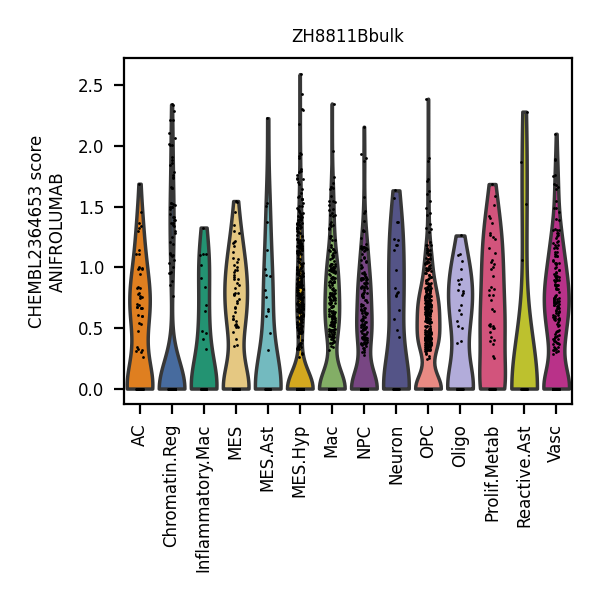 ZH8811Bbulk
CHEMBL2364653 score
ANIFROLUMAB
2.5
2.0
1.5
1.0
0.5
0.0
AC
Chromatin.Reg
Inflammatory.Mac
MES
MES.Ast
MES.Hyp
Mac
NPC
Neuron
OPC
Oligo
Prolif.Metab
Reactive.Ast
Vasc